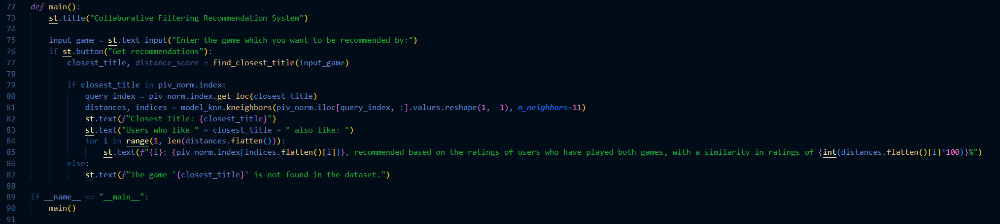 72 def main():
73 st.title("Collaborative Filtering Recommendation System")
74
75 input_game = st.text_input("Enter the game which you want to be recommended by:")
76 if st.button("Get recommendations"):
77 closest_title, distance_score = find_closest_title(input_game)
78
79 if closest_title in piv_norm.index:
80 query_index = piv_norm.index.get_loc(closest_title)
81 distances, indices = model_knn.kneighbors(piv_norm.iloc[query_index, :].values.reshape(1, -1), n_neighbors=11)
82 st.text(f"Closest Title: {closest_title}")
83 st.text("Users who like " + closest_title + " also like: ")
84 for i in range(1, len(distances.flatten())):
85 st.text(f"{i}: {piv_norm.index[indices.flatten()[i]]}, recommended based on the ratings of users who have played both games, with a similarity in ratings of {int(distances.flatten()[i]*100)}%")
86 else:
87 st.text(f"The game '{closest_title}' is not found in the dataset.")
88
89 if __name__ == "__main__":
90 main()
91